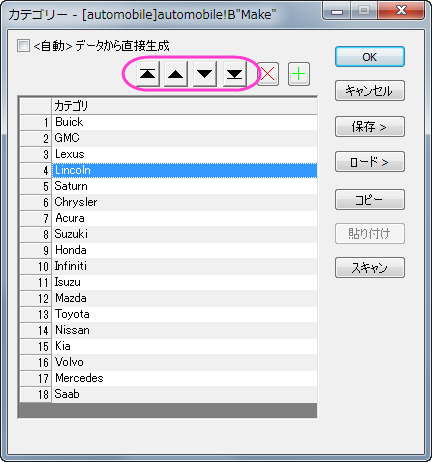 カテゴリー - [automobile]automobile!B"Make"
<自動> データから直接生成
OK
キャンセル
保存 >
ロード >
コピー
貼り付け
スキャン
カテゴリ
1 Buick
2 GMC
3 Lexus
4 Lincoln
5 Saturn
6 Chrysler
7 Acura
8 Suzuki
9 Honda
10 Infiniti
11 Isuzu
12 Mazda
13 Toyota
14 Nissan
15 Kia
16 Volvo
17 Mercedes
18 Saab